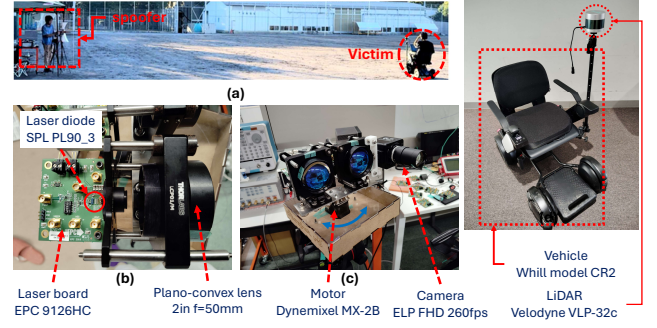 spoofer
Victim
(a)
Laser diode
SPL PL90_3
THORLABS
(b)
(c)
Laser board
EPC 9126HC
Plano-convex lens
2in f=50mm
Motor
Dynemixel MX-2B
Camera
ELP FHD 260fps
Vehicle
Whill model CR2
LiDAR
Velodyne VLP-32c